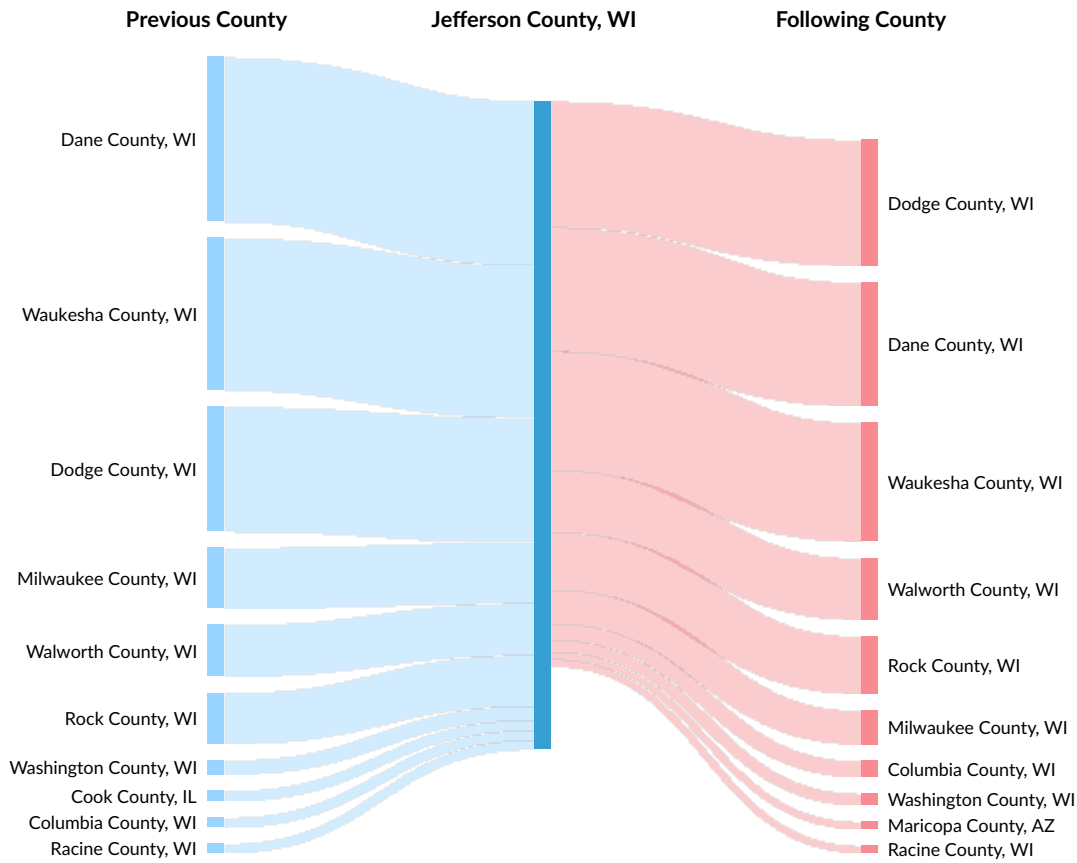 Previous County
Jefferson County, WI
Following County
Dane County, WI
Waukesha County, WI
Dodge County, WI
Milwaukee County, WI
Walworth County, WI
Rock County, WI
Washington County, WI
Cook County, IL
Columbia County, WI
Racine County, WI
Dodge County, WI
Dane County, WI
Waukesha County, WI
Walworth County, WI
Rock County, WI
Milwaukee County, WI
Columbia County, WI
Washington County, WI
Maricopa County, AZ
Racine County, WI